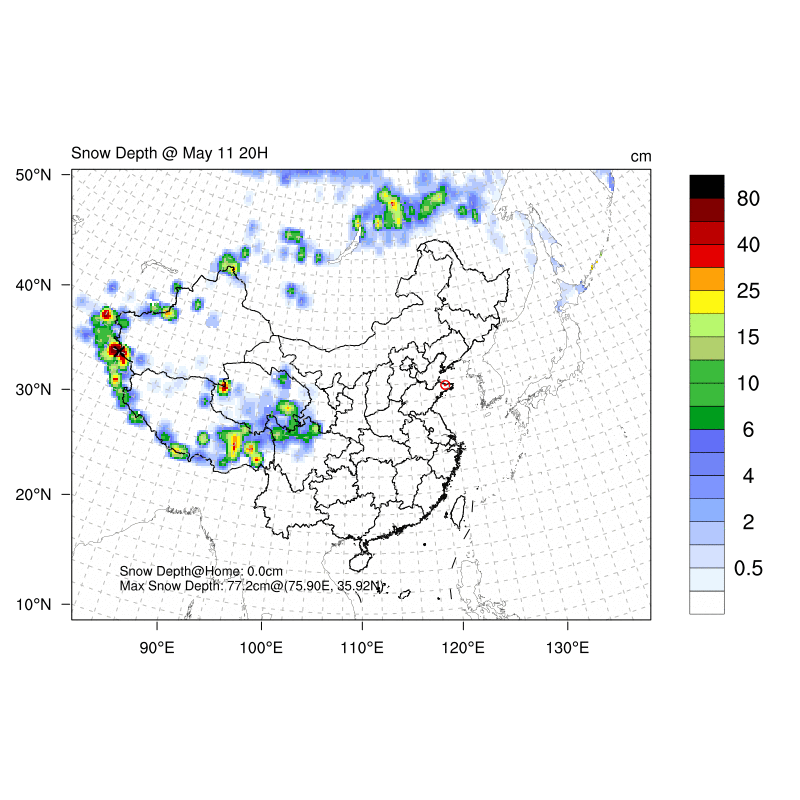 Snow Depth @ May 11 20H
cm
50°N
40°N
30°N
20°N
10°N
90°E
100°E
110°E
120°E
130°E
80
40
25
15
10
6
4
2
0.5
Snow Depth@Home: 0.0cm
Max Snow Depth: 77.2cm@(75.90E, 35.92N)